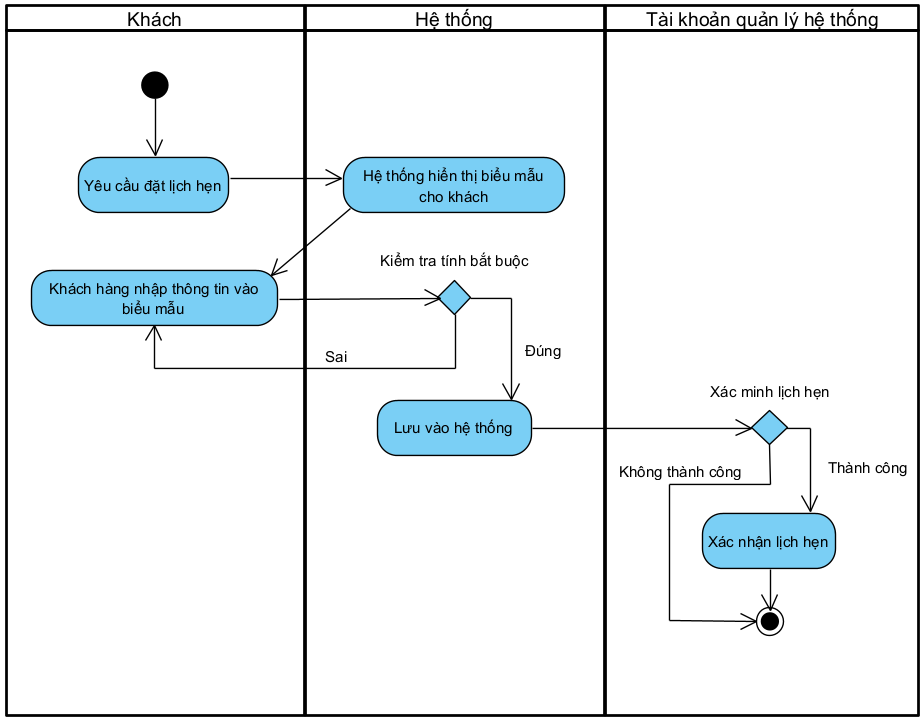 Khách
Hệ thống
Tài khoản quản lý hệ thống
Yêu cầu đặt lịch hẹn
Hệ thống hiển thị biểu mẫu
cho khách
Kiểm tra tính bắt buộc
Khách hàng nhập thông tin vào
biểu mẫu
Sai
Đúng
Xác minh lịch hẹn
Lưu vào hệ thống
Không thành công
Thành công
Xác nhận lịch hẹn